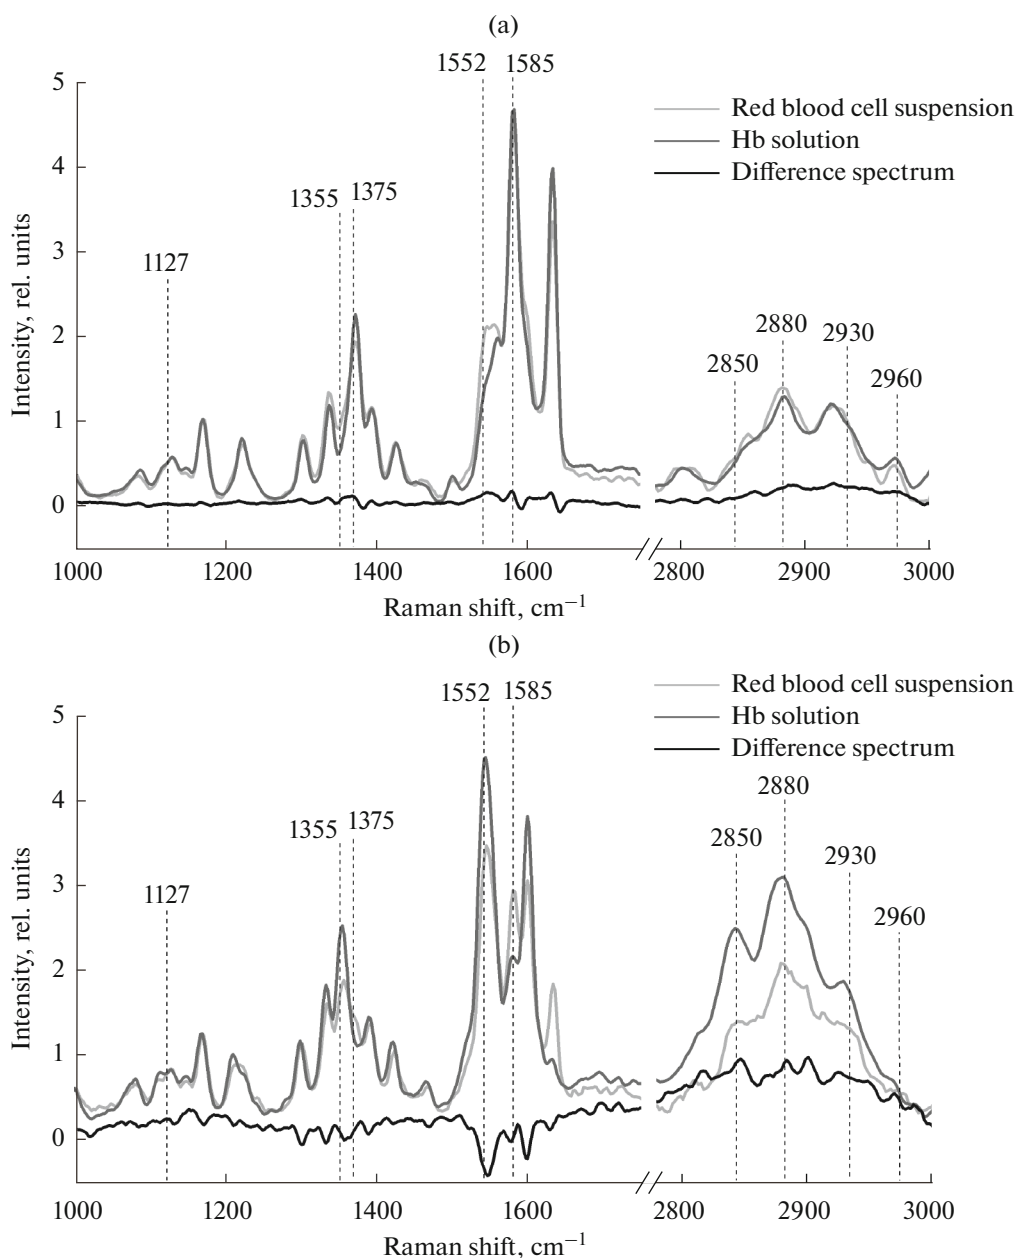 (a)
1552 1585
5
Red blood cell suspension
Hb solution
4
Difference spectrum
1355 1375
3
1127
2
2880 2930
2850
2960
1
0
Intensity, rel. units
1000 1200 1400 1600 2800 2900 3000
Raman shift, cm−1
(b)
1552 1585
Red blood cell suspension
5
Hb solution
Difference spectrum
4
2880
1355 1375
2850
2930
3
1127
2960
2
1
0
Intensity, rel. units
1000 1200 1400 1600 2800 2900 3000
Raman shift, cm−1